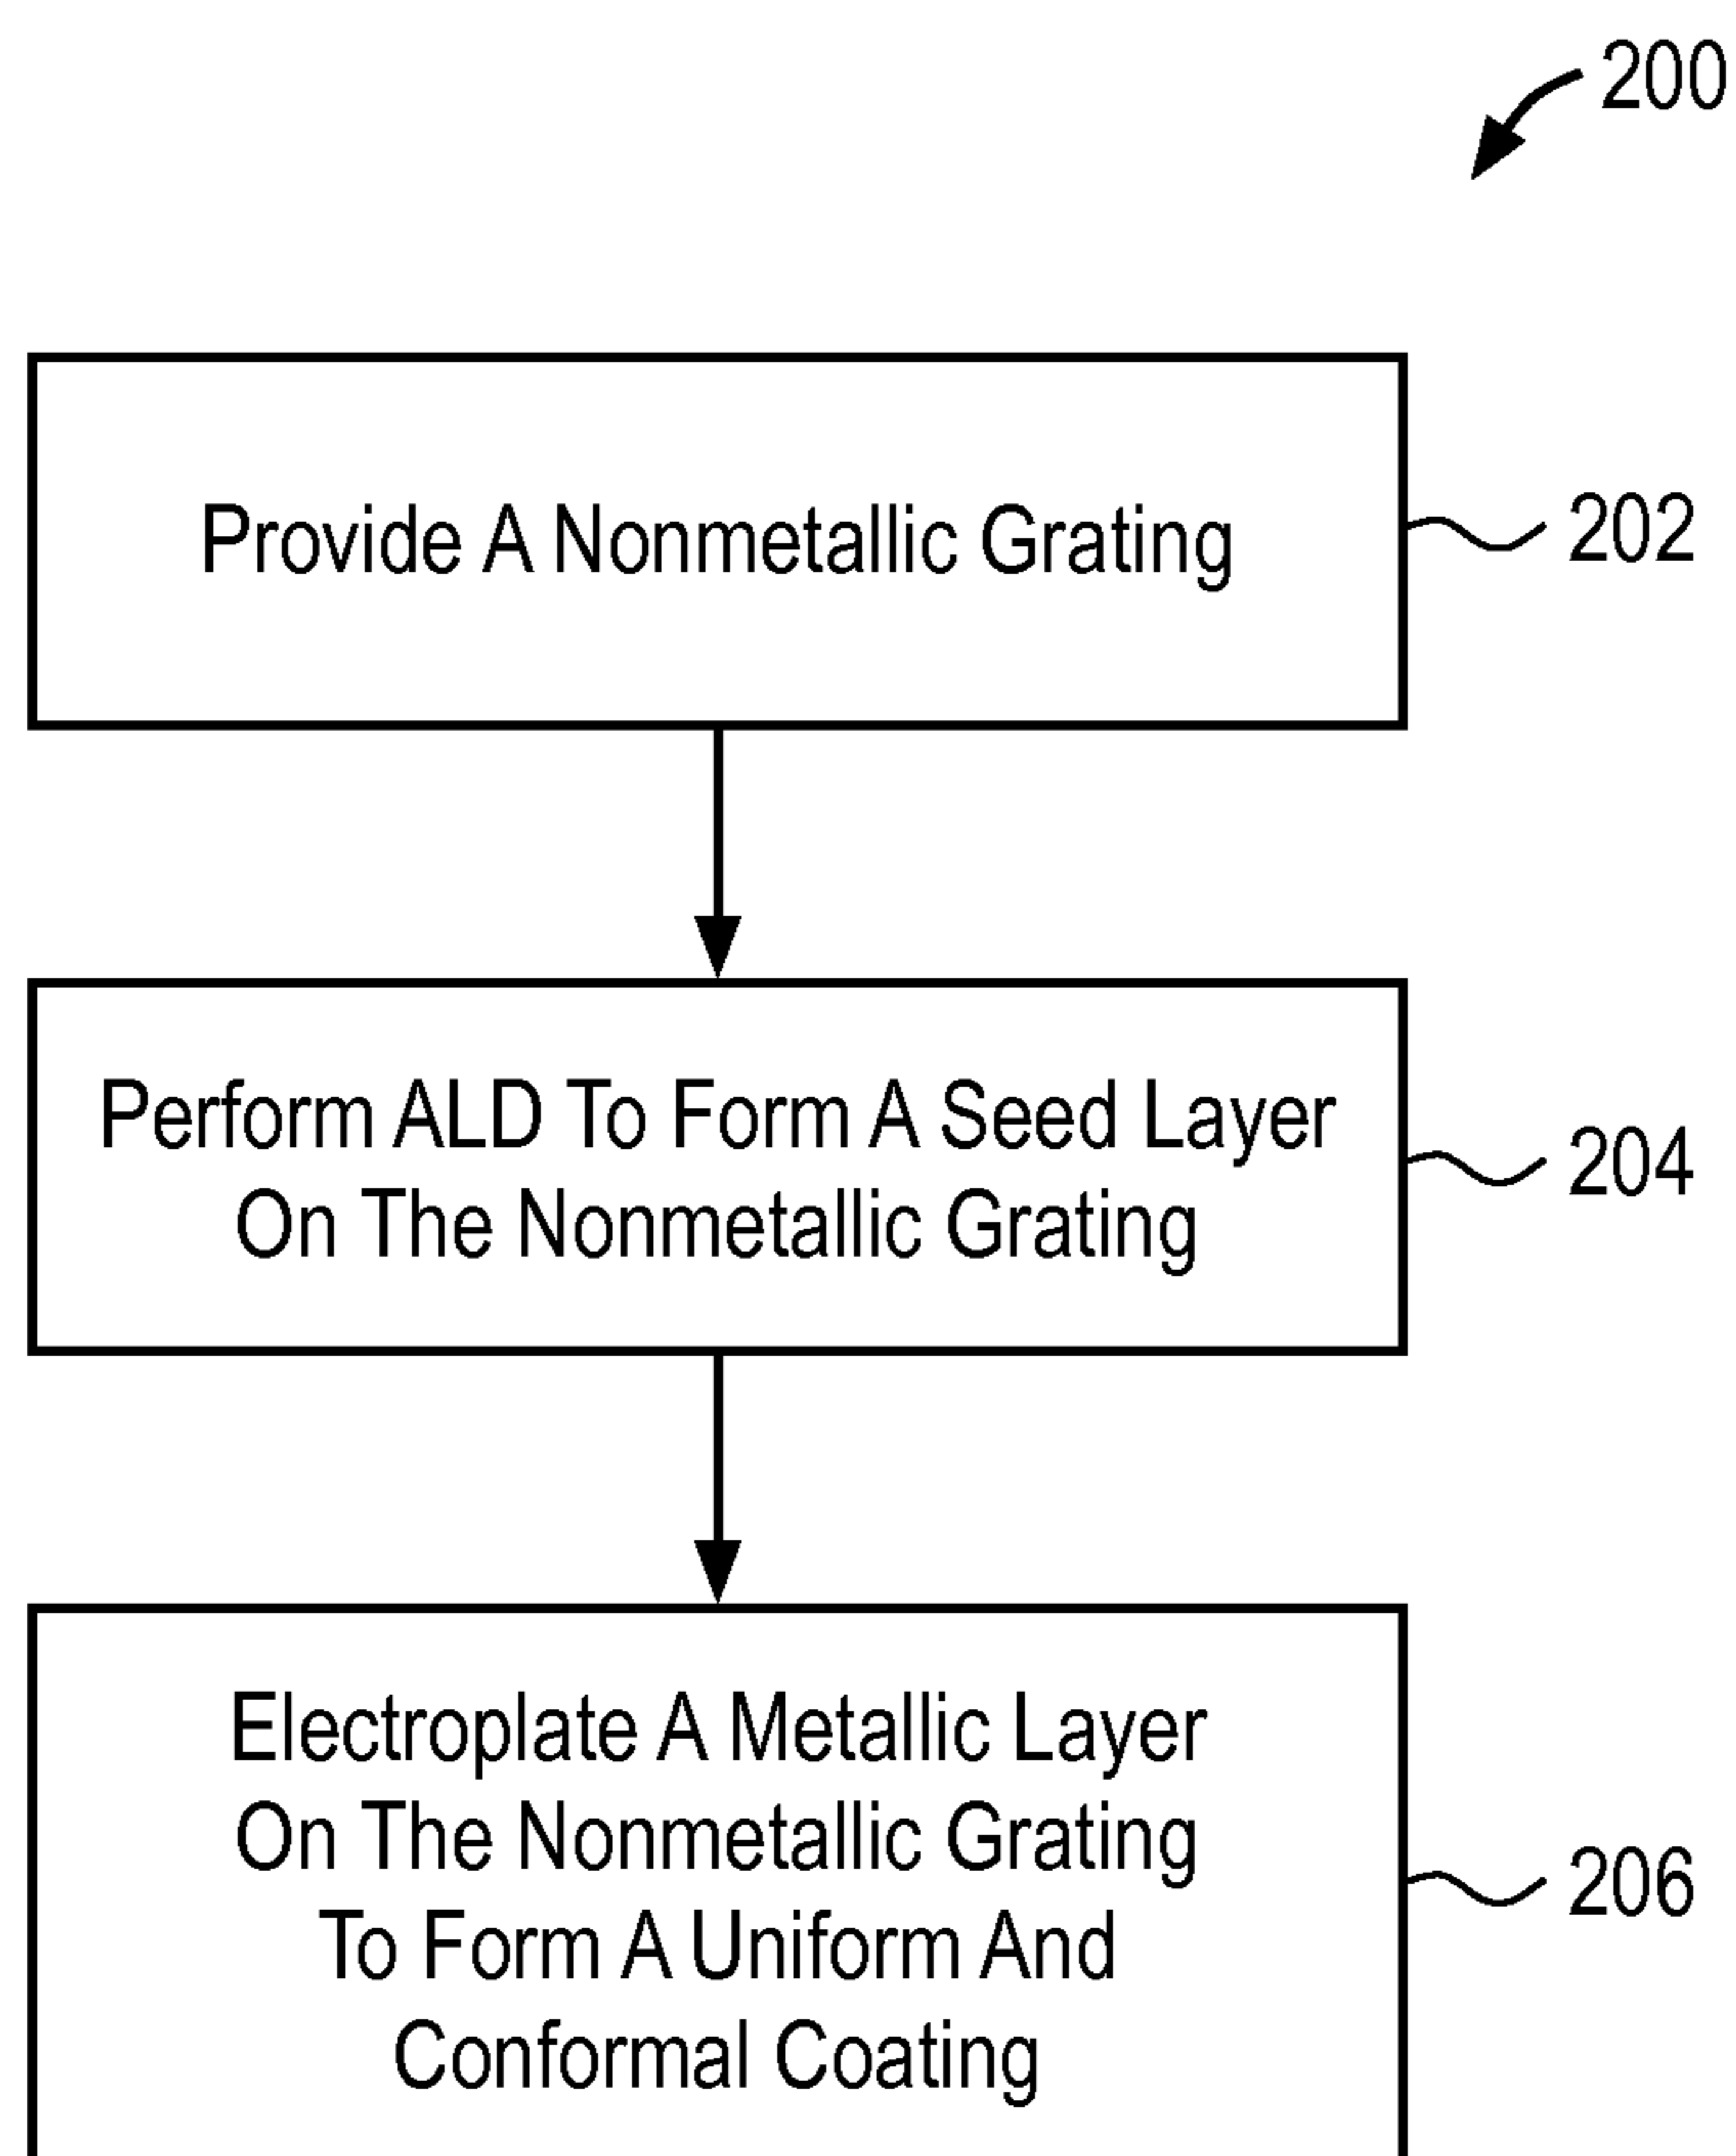 200
Provide A Nonmetallic Grating
202
Perform ALD To Form A Seed Layer
On The Nonmetallic Grating
204
Electroplate A Metallic Layer
On The Nonmetallic Grating
To Form A Uniform And
Conformal Coating
206